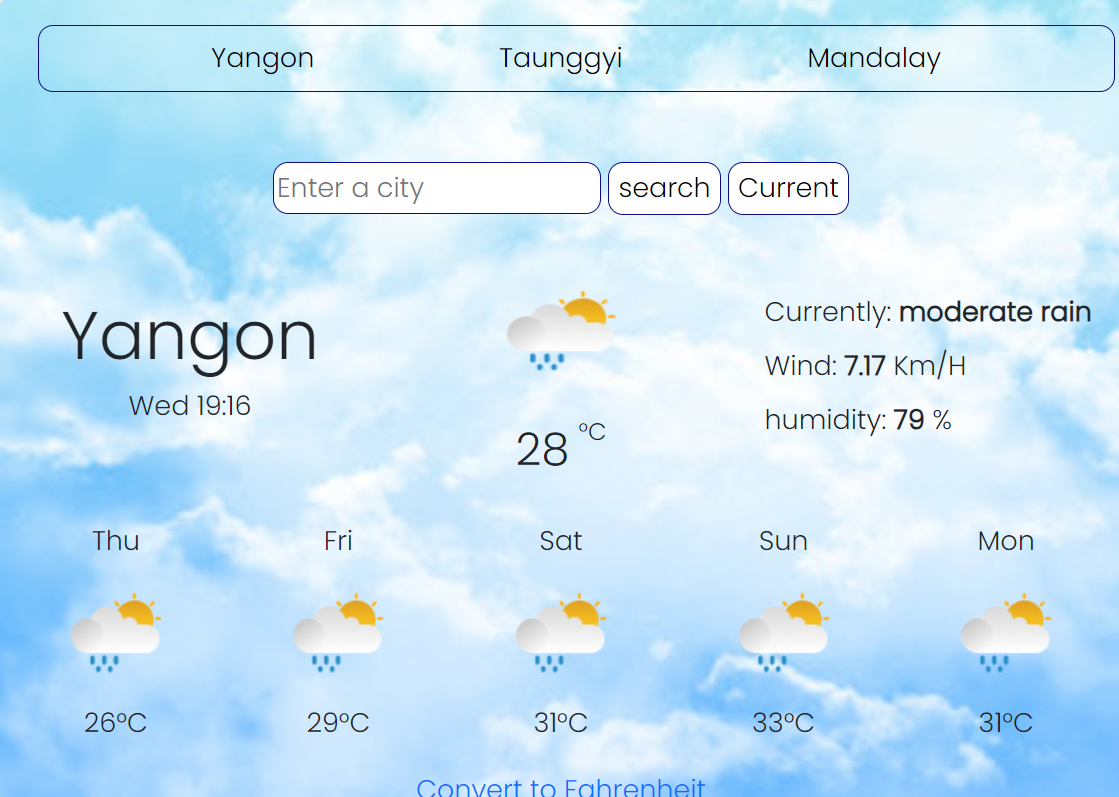 Yangon Taunggyi Mandalay
Enter a city search Current
Yangon
Wed 19:16
28 °C
Currently: moderate rain
Wind: 7.17 Km/H
humidity: 79 %
Thu Fri Sat Sun Mon
26°C 29°C 31°C 33°C 31°C
Convert to Fahrenheit